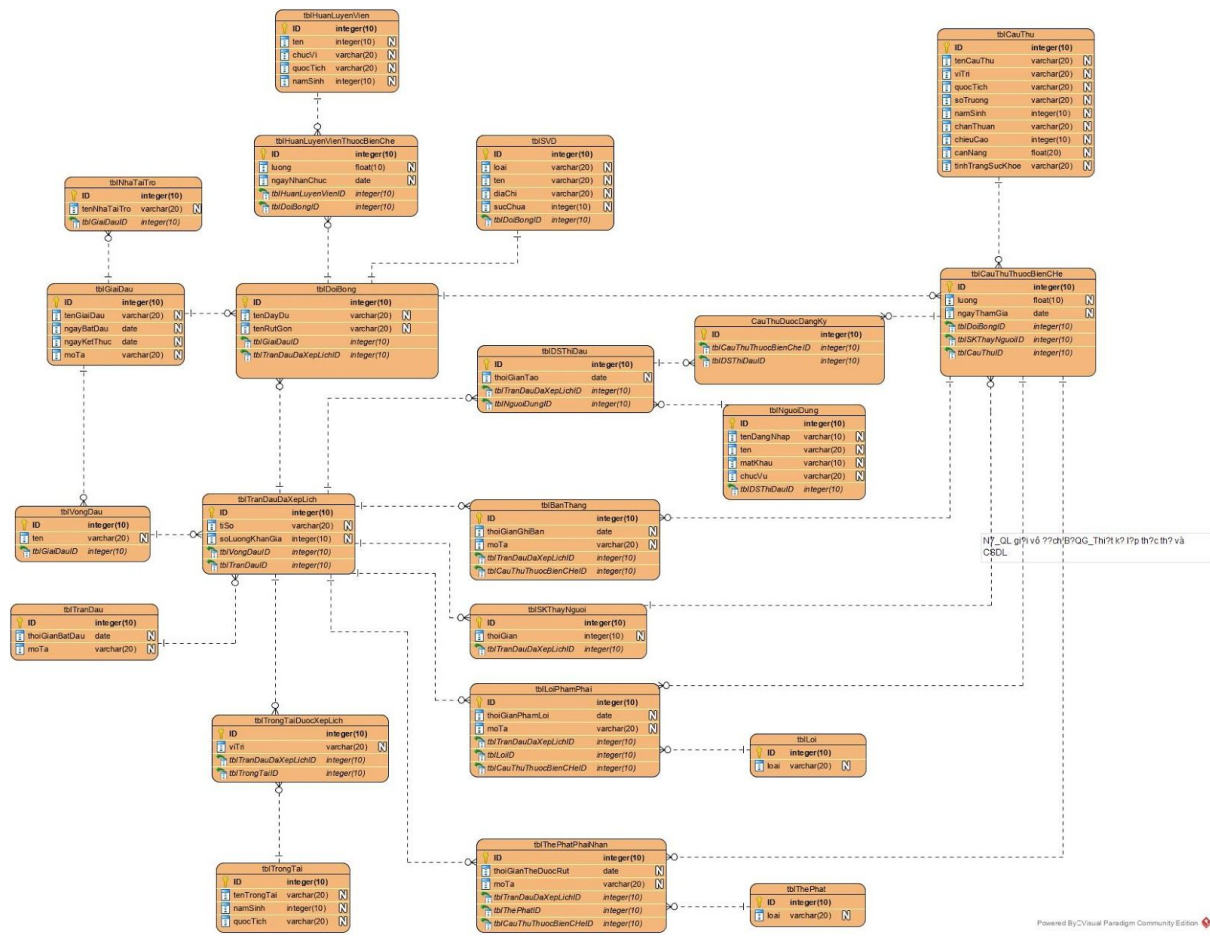 tblHuanLuyenVien
ID integer(10)
ten integer(10) N
chucVi varchar(20) N
quocTich varchar(20) N
namSinh integer(10) N
tblCauThu
ID integer(10)
tenCauThu varchar(20) N
viTri varchar(20) N
quocTich varchar(20) N
soTruong varchar(20) N
namSinh integer(10) N
chanThuan varchar(20) N
chieuCao integer(10) N
canNang float(20) N
tinhTrangSucKhoe varchar(20) N
tblHuanLuyenVienThuocBienChe
ID integer(10)
luong float(10) N
ngayNhanChuc date N
tblHuanLuyenVienID integer(10)
tblDoiBongID integer(10)
tblSVD
ID integer(10)
loai varchar(20) N
ten varchar(20) N
diaChi varchar(20) N
sucChua integer(10) N
tblDoiBongID integer(10)
tblNhaTaiTro
ID integer(10)
tenNhaTaiTro varchar(20) N
tblGiaiDauID integer(10)
tblGiaiDau
ID integer(10)
tenGiaiDau varchar(20) N
ngayBatDau date N
ngayKetThuc date N
moTa varchar(20) N
tblDoiBong
ID integer(10)
tenDayDu varchar(20) N
tenRutGon varchar(20) N
tblGiaiDauID integer(10)
tblTranDauDaXepLichID integer(10)
tblCauThuThuocBienCHe
ID integer(10)
luong float(10) N
ngayThamGia date N
tblDoiBongID integer(10)
tblSKThayNguoiID integer(10)
tblCauThuID integer(10)
CauThuDuocDangKy
ID integer(10)
tblCauThuThuocBienCheID integer(10)
tblDSThiDauID integer(10)
tblDSThiDau
ID integer(10)
thoiGianTao date N
tblTranDauDaXepLichID integer(10)
tblNguoiDungID integer(10)
tblNguoiDung
ID integer(10)
tenDangNhap varchar(10) N
ten varchar(20) N
matKhau varchar(10) N
chucVu varchar(20) N
tblDSThiDauID integer(10)
tblVongDau
ID integer(10)
ten varchar(20) N
tblGiaiDauID integer(10)
tblTranDauDaXepLich
ID integer(10)
tiSo varchar(20) N
soLuongKhanGia integer(10) N
tblVongDauID integer(10)
tblTranDauID integer(10)
tblBanThang
ID integer(10)
thoiGianGhiBan date N
moTa varchar(20) N
tblTranDauDaXepLichID integer(10)
tblCauThuThuocBienCHeID integer(10)
N7_QL gi?i vô ??ch B?QG_Thi?t k? l?p th?c th? và
CSDL
tblTranDau
ID integer(10)
thoiGianBatDau date N
moTa varchar(20) N
tblSKThayNguoi
ID integer(10)
thoiGian integer(10) N
tblTranDauDaXepLichID integer(10)
tblLoiPhamPhai
ID integer(10)
thoiGianPhamLoi date N
moTa varchar(20) N
tblTranDauDaXepLichID integer(10)
tblLoiID integer(10)
tblCauThuThuocBienCHeID integer(10)
tblLoi
ID integer(10)
loai varchar(20) N
tblTrongTaiDuocXepLich
ID integer(10)
viTri varchar(20) N
tblTranDauDaXepLichID integer(10)
tblTrongTaiID integer(10)
tblTrongTai
ID integer(10)
tenTrongTai varchar(20) N
namSinh integer(10) N
quocTich varchar(20) N
tblThePhatPhaiNhan
ID integer(10)
thoiGianTheDuocRut date N
moTa varchar(20) N
tblTranDauDaXepLichID integer(10)
tblThePhatID integer(10)
tblCauThuThuocBienCHeID integer(10)
tblThePhat
ID integer(10)
loai varchar(20) N
Powered By Visual Paradigm Community Edition